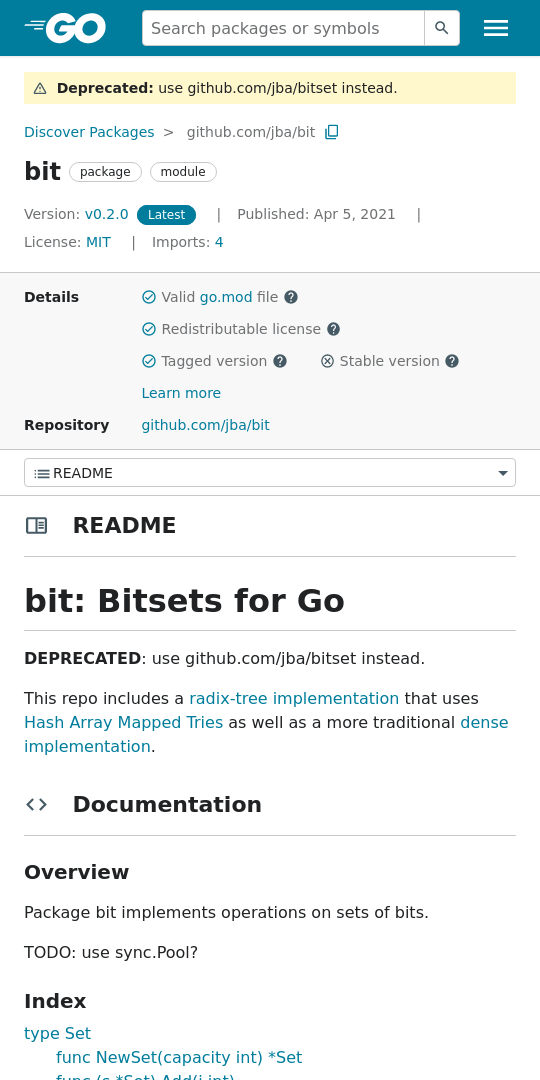 GO
Search packages or symbols
Deprecated: use github.com/jba/bitset instead.
Discover Packages > github.com/jba/bit
bit package module
Version: v0.2.0 Latest | Published: Apr 5, 2021 |
License: MIT | Imports: 4
Details Valid go.mod file
Redistributable license
Tagged version Stable version
Learn more
Repository github.com/jba/bit
README
README
bit: Bitsets for Go
DEPRECATED: use github.com/jba/bitset instead.
This repo includes a radix-tree implementation that uses
Hash Array Mapped Tries as well as a more traditional dense
implementation.
Documentation
Overview
Package bit implements operations on sets of bits.
TODO: use sync.Pool?
Index
type Set
func NewSet(capacity int) *Set
func (s *Set) Add(i int)